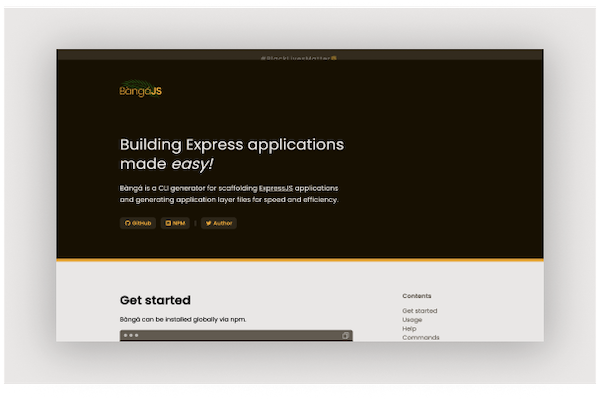 #BlackLivesMatter
BàngáJS
Building Express applications
made easy!
Bàngá is a CLI generator for scaffolding ExpressJS applications
and generating application layer files for speed and efficiency.
GitHub NPM | Author
Get started
Bàngá can be installed globally via npm.
Contents
Get started
Usage
Help
Commands